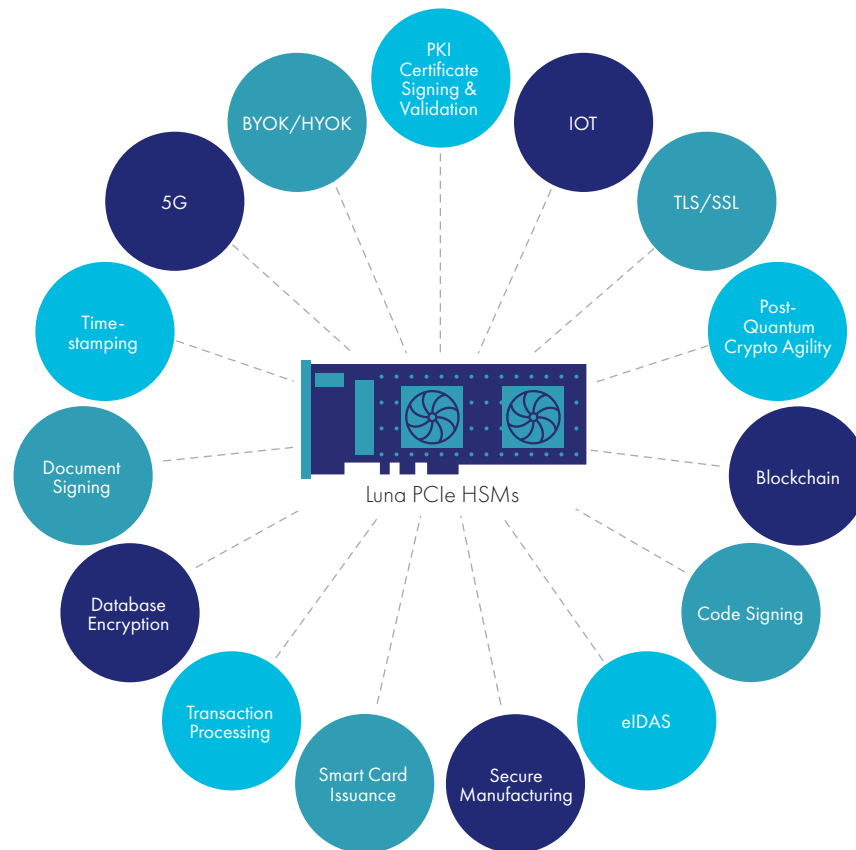 PKI
Certificate
Signing &
Validation
IOT
TLS/SSL
Post-
Quantum
Crypto Agility
Blockchain
Code Signing
eIDAS
Secure
Manufacturing
Smart Card
Issuance
Transaction
Processing
Database
Encryption
Document
Signing
Time-
stamping
5G
BYOK/HYOK
Luna PCIe HSMs